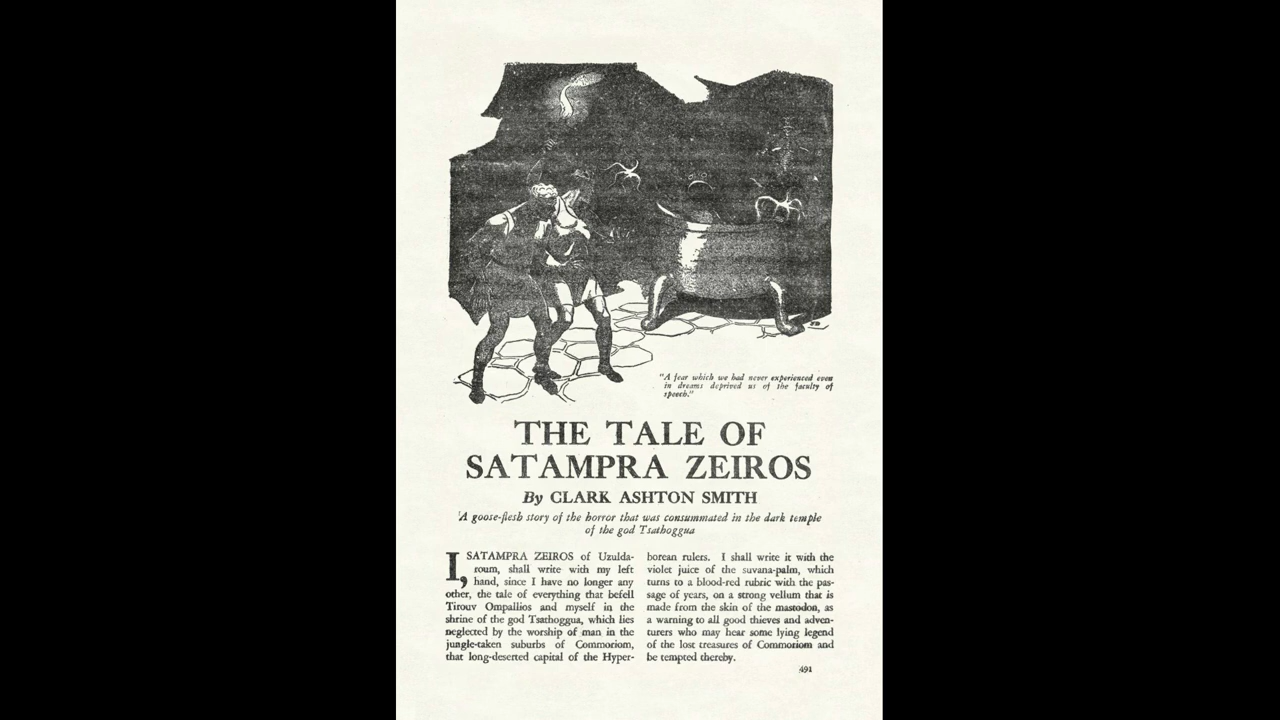 "A fear which we had never experienced even
in dreams deprived us of the faculty of
speech."
THE TALE OF
SATAMPRA ZEIROS
By CLARK ASHTON SMITH
'A goose-flesh story of the horror that was consummated in the dark temple
of the god Tsathoggua
I, SATAMPRA ZEIROS of Uzulda-
roum, shall write with my left
hand, since I have no longer any
other, the tale of everything that befell
Tirouv Ompallios and myself in the
shrine of the god Tsathoggua, which lies
neglected by the worship of man in the
jungle-taken suburbs of Commoriom,
that long-deserted capital of the Hyper-
borean rulers. I shall write it with the
violet juice of the suvana-palm, which
turns to a blood-red rubric with the pas-
sage of years, on a strong vellum that is
made from the skin of the mastodon, as
a warning to all good thieves and adven-
turers who may hear some lying legend
of the lost treasures of Commoriom and
be tempted thereby.
491